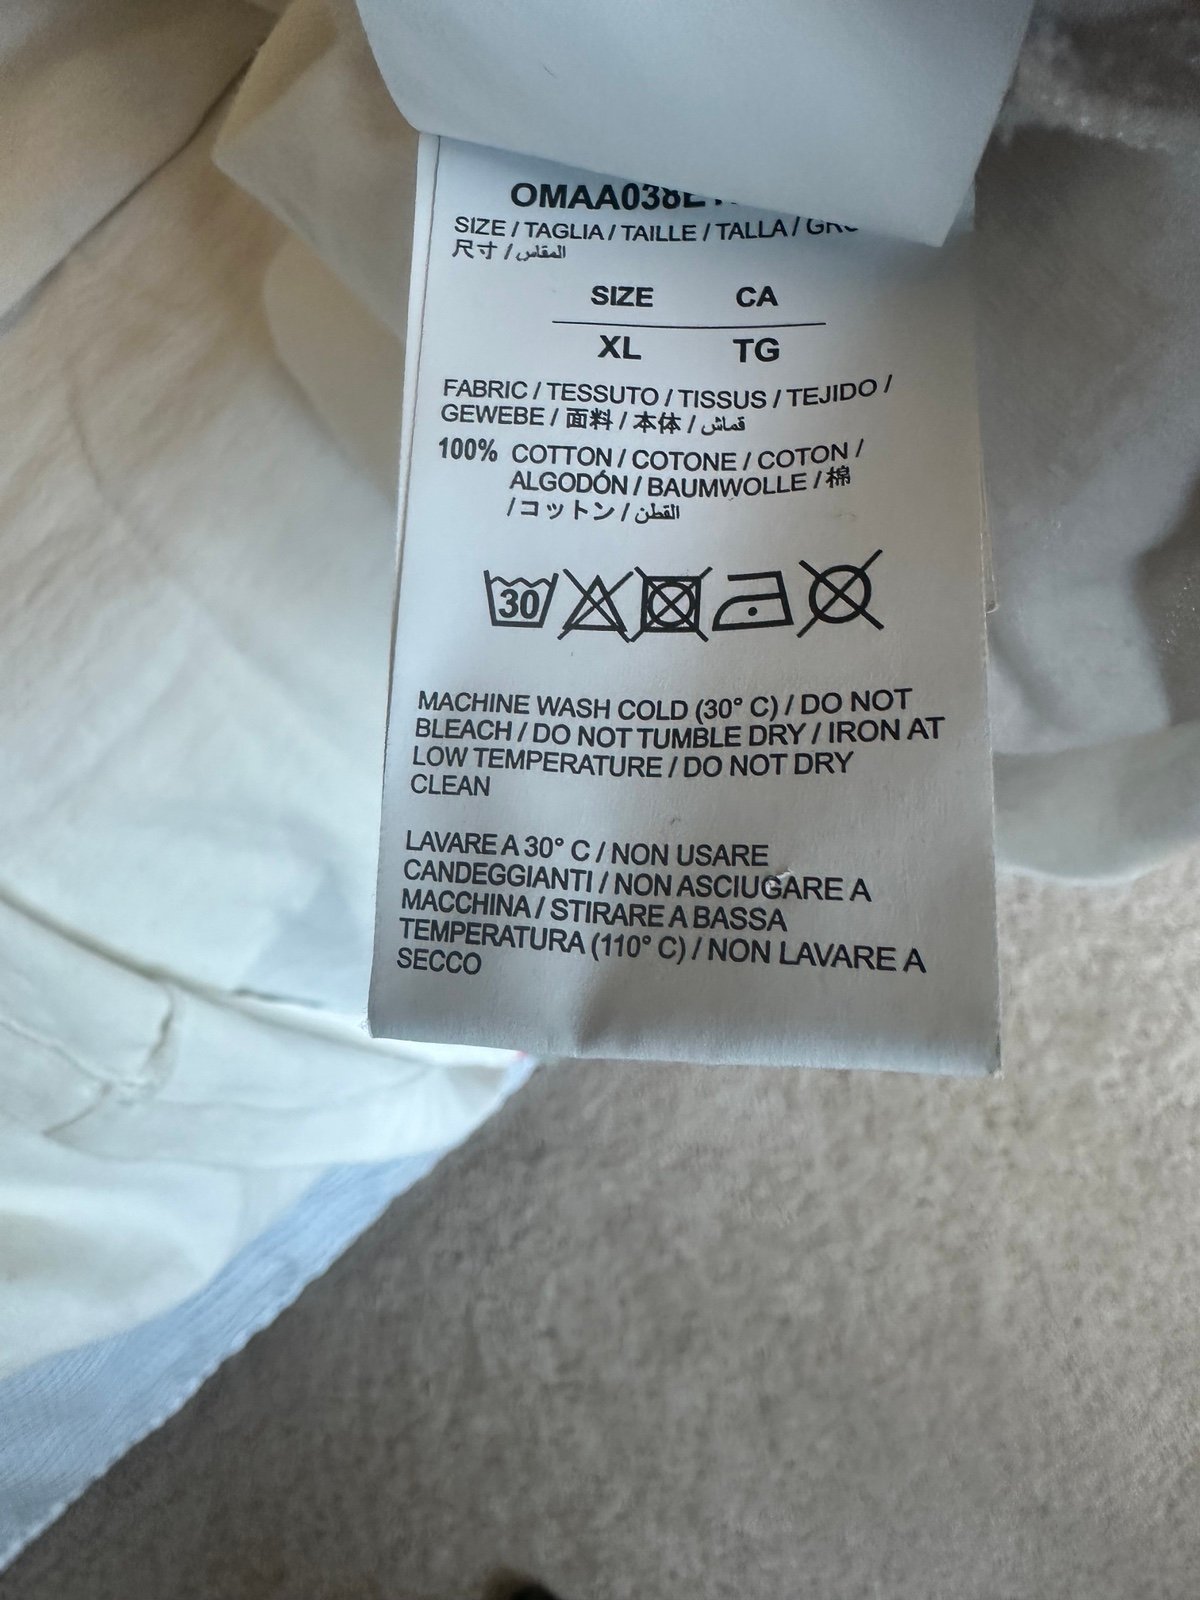 OMAA038E
SIZE / TAGLIA / TAILLE / TALLA /
尺寸 / المقاس
SIZE CA
XL TG
FABRIC / TESSUTO / TISSUS / TEJIDO /
GEWEBE / 面料 / 本体 / قماش
100% COTTON / COTONE / COTON /
ALGODÓN / BAUMWOLLE / 棉
/ コットン / القطن
30
MACHINE WASH COLD (30° C) / DO NOT
BLEACH / DO NOT TUMBLE DRY / IRON AT
LOW TEMPERATURE / DO NOT DRY
CLEAN
LAVARE A 30° C / NON USARE
CANDEGGIANTI / NON ASCIUGARE A
MACCHINA / STIRARE A BASSA
TEMPERATURA (110° C) / NON LAVARE A
SECCO